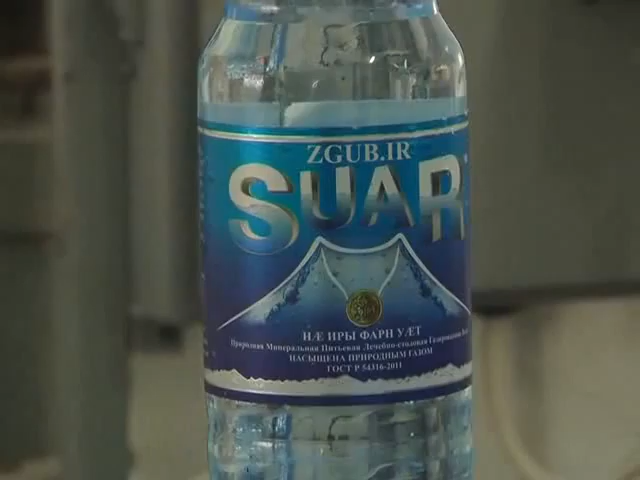 ZGUB.IR
SUAR
НӔ ИРЫ ФАРН УӔТ
Природная Минеральная Питьевая Лечебно-столовая Газированная
НАСЫЩЕНА ПРИРОДНЫМ ГАЗОМ
ГОСТ Р 54316-2011